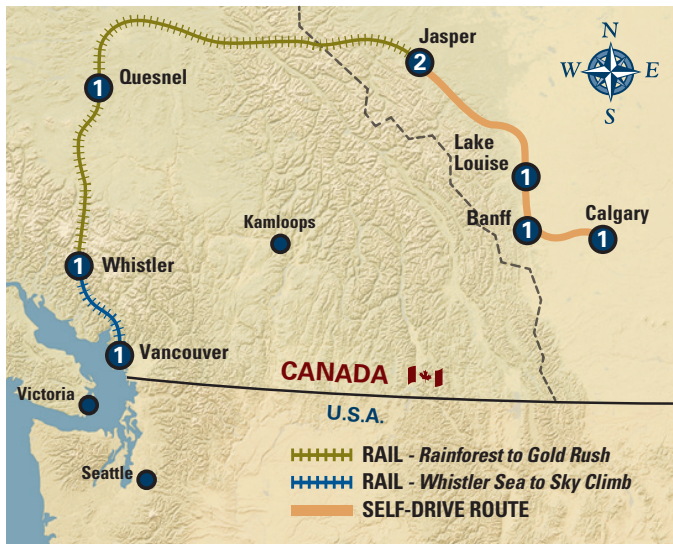 Jasper
N
W
E
S
2
Quesnel
1
Lake
Louise
1
Banff
1
Calgary
1
Kamloops
1
Whistler
1
Vancouver
CANADA
U.S.A.
Victoria
Seattle
RAIL - Rainforest to Gold Rush
RAIL - Whistler Sea to Sky Climb
SELF-DRIVE ROUTE